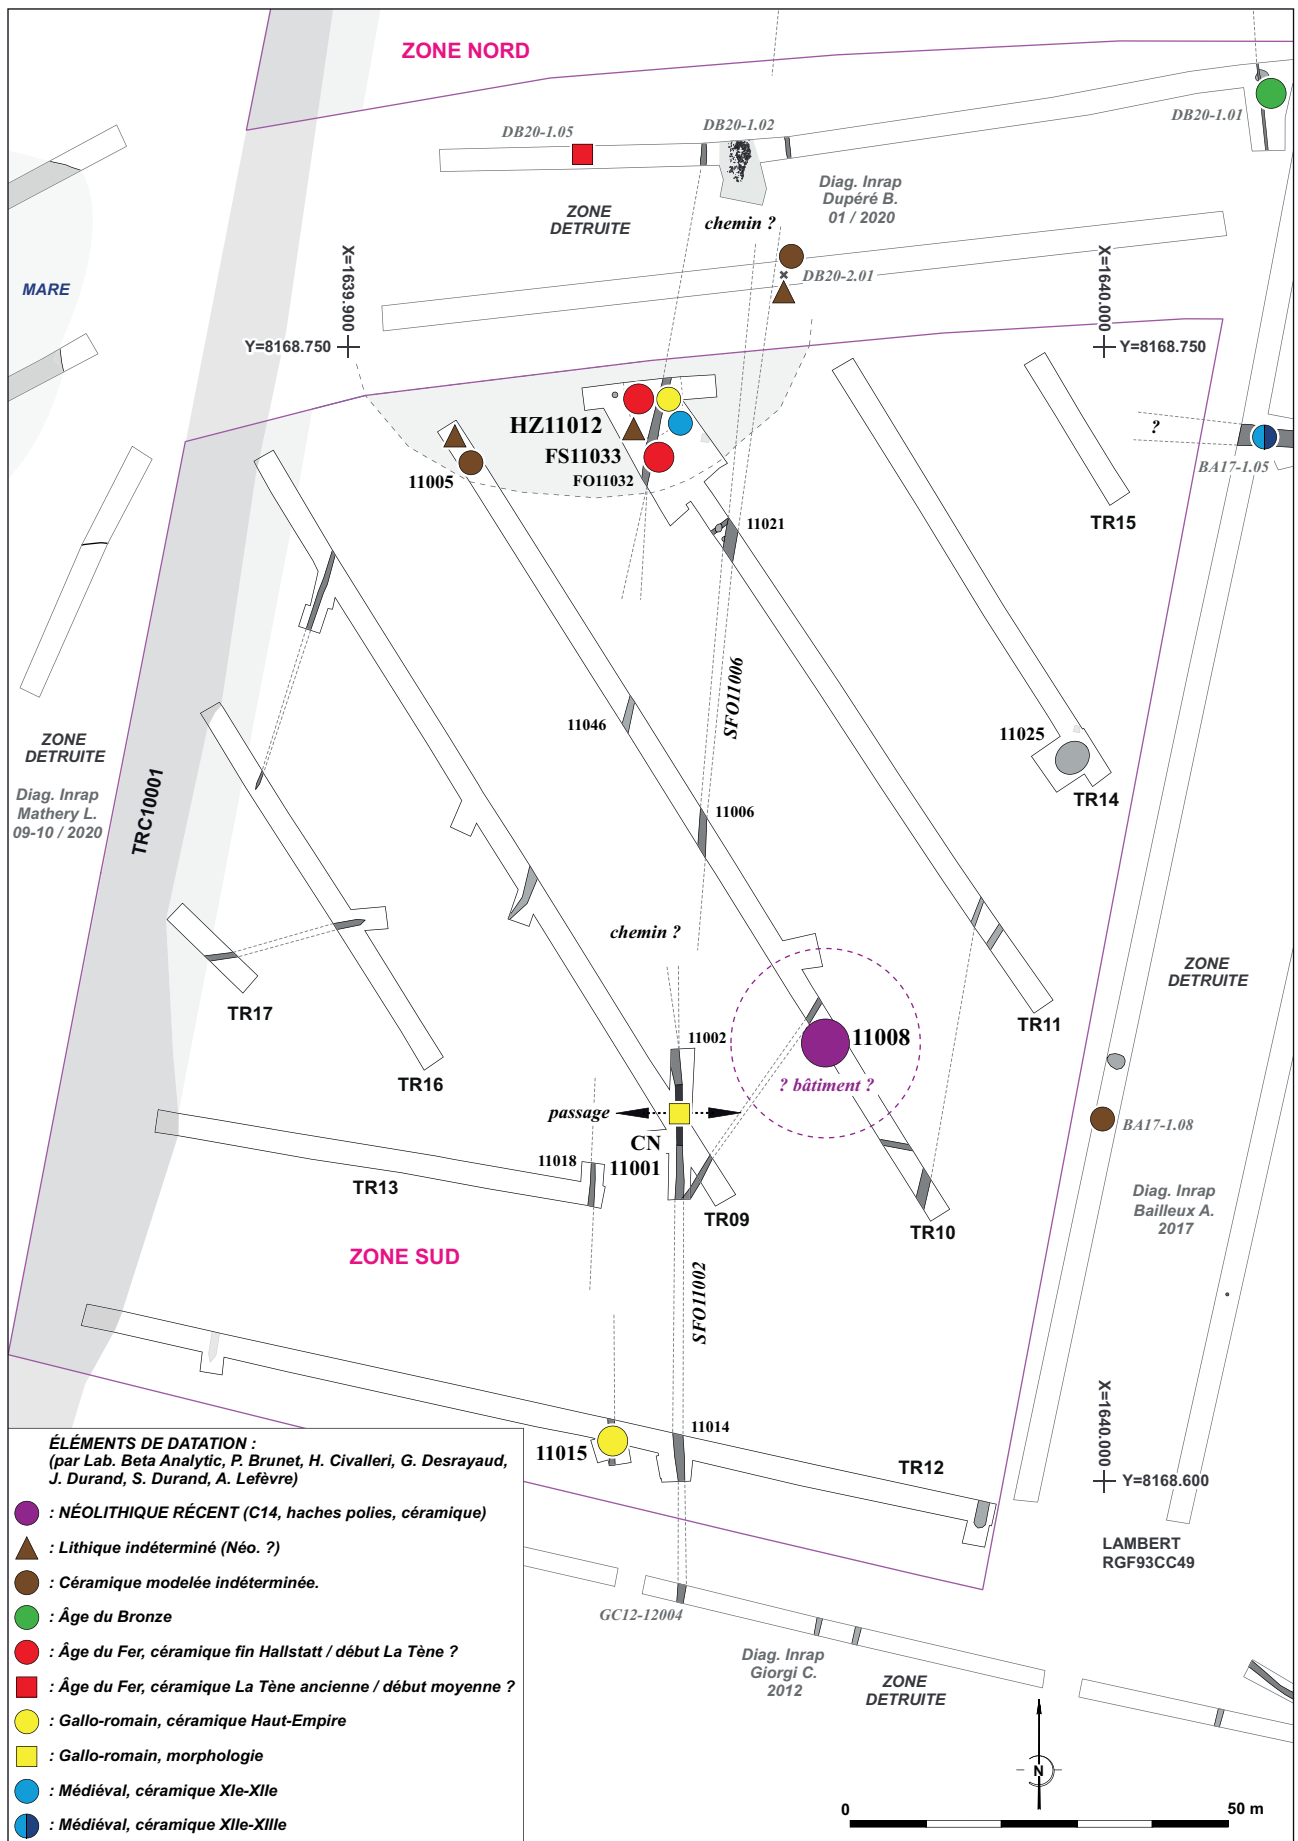 ZONE NORD
DB20-1.01
DB20-1.05
DB20-1.02
Diag. Inrap
Dupéré B.
01 / 2020
ZONE
DETRUITE
chemin ?
X=1639.900
X=1640.000
DB20-2.01
MARE
Y=8168.750
Y=8168.750
HZ11012
?
FS11033
BA17-1.05
11005
FO11032
TR15
11021
SFO11006
11046
11025
ZONE
DETRUITE
TR14
Diag. Inrap
Mathery L.
09-10 / 2020
TRC10001
11006
chemin ?
ZONE
DETRUITE
TR17
TR11
11002
11008
TR16
? bâtiment ?
passage
BA17-1.08
CN
11001
11018
TR13
Diag. Inrap
Bailleux A.
2017
TR09
TR10
ZONE SUD
SFO11002
X=1640.000
11014
11015
TR12
Y=8168.600
LAMBERT
RGF93CC49
GC12-12004
Diag. Inrap
Giorgi C.
2012
ZONE
DETRUITE
ÉLÉMENTS DE DATATION :
(par Lab. Beta Analytic, P. Brunet, H. Civalleri, G. Desrayaud,
J. Durand, S. Durand, A. Lefèvre)
: NÉOLITHIQUE RÉCENT (C14, haches polies, céramique)
: Lithique indéterminé (Néo. ?)
: Céramique modelée indéterminée.
: Âge du Bronze
: Âge du Fer, céramique fin Hallstatt / début La Tène ?
: Âge du Fer, céramique La Tène ancienne / début moyenne ?
: Gallo-romain, céramique Haut-Empire
: Gallo-romain, morphologie
: Médiéval, céramique XIe-XIIe
: Médiéval, céramique XIIe-XIIIe
N
0
50 m